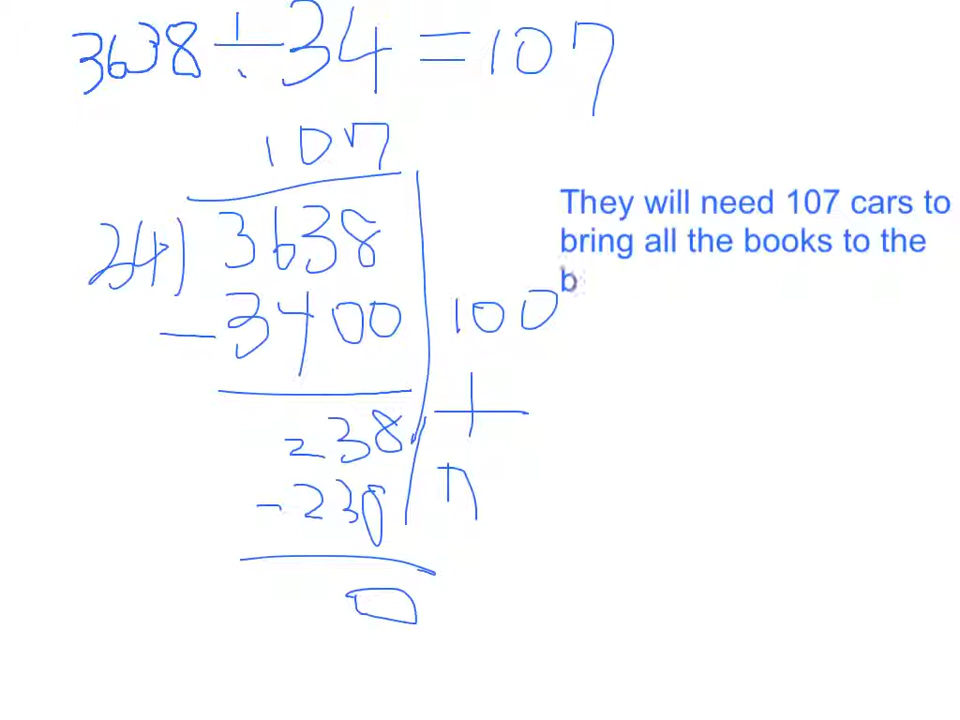 3638 ÷ 34 = 107
107
34) 3638
They will need 107 cars to
bring all the books to the
b
- 3400 100
+
238
- 238 7
0